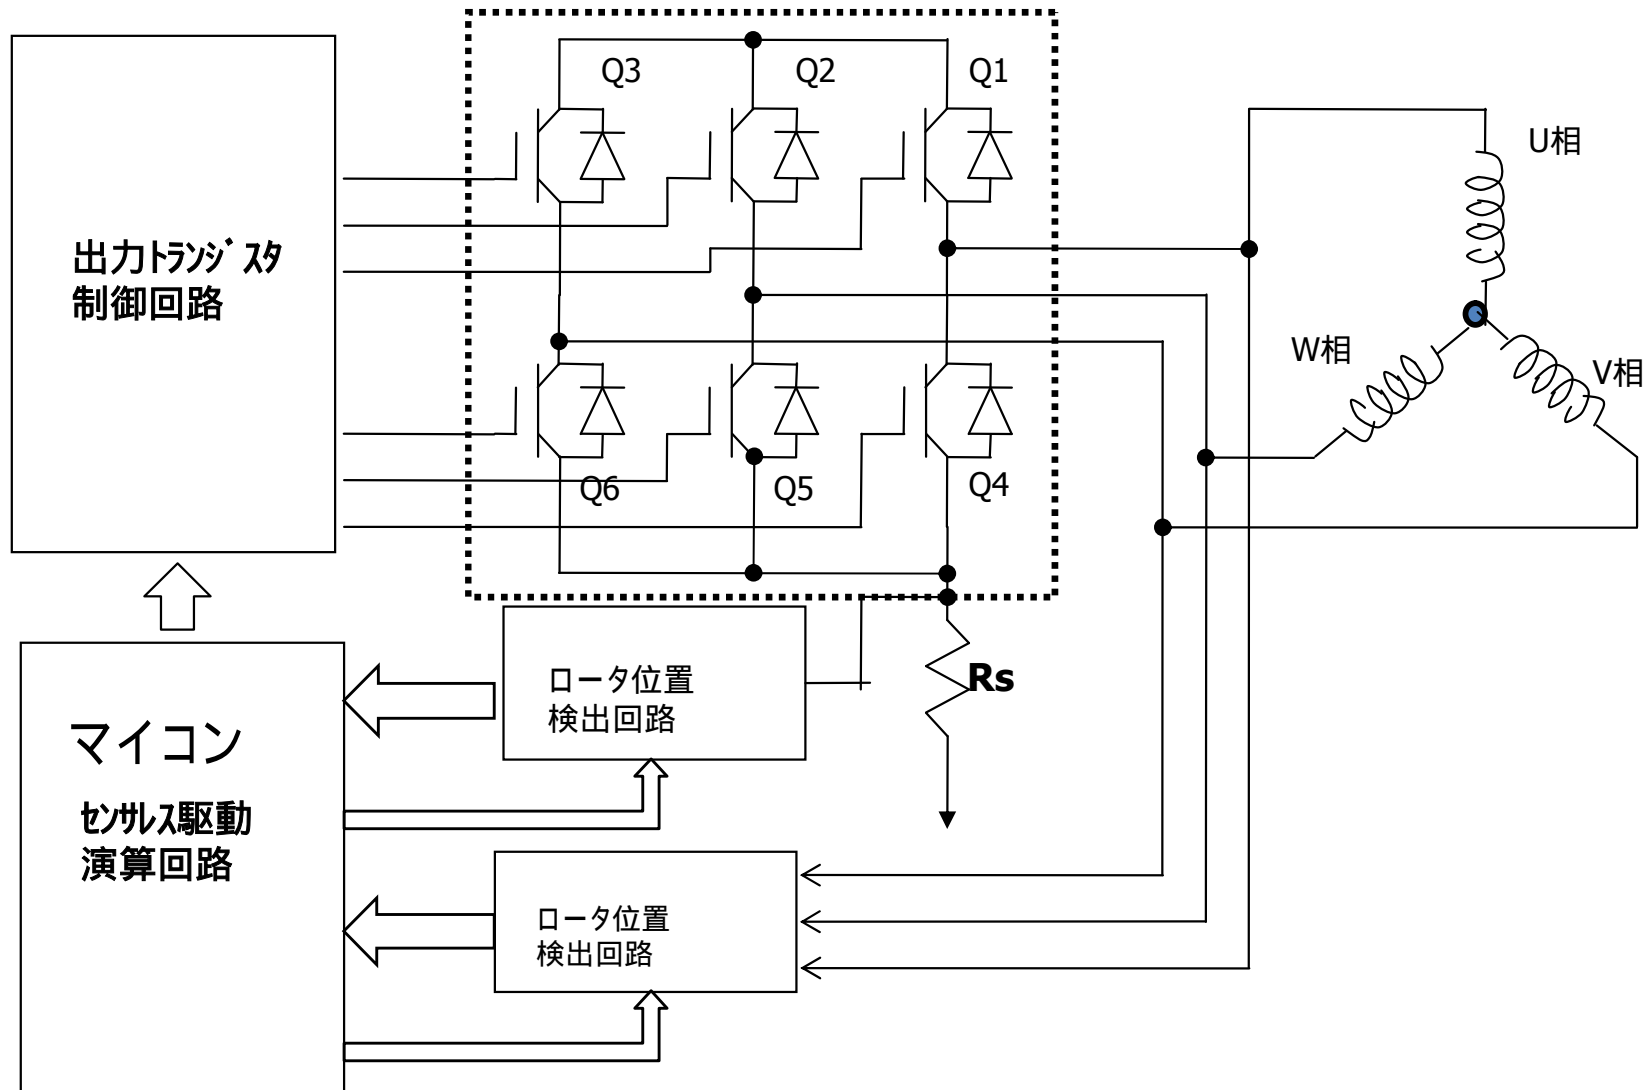 Q3
Q2
Q1
U相
出力ﾄﾗﾝｼﾞｽﾀ
制御回路
W相
V相
Q6
Q5
Q4
ロータ位置
検出回路
Rs
マイコン
ｾﾝｻﾚｽ駆動
演算回路
ロータ位置
検出回路